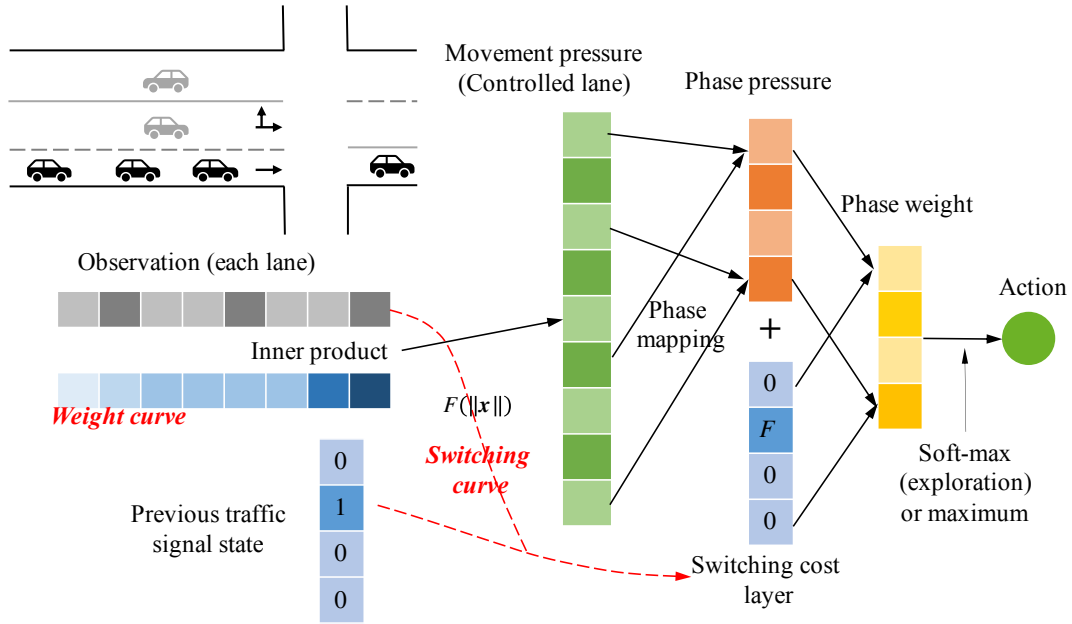 Movement pressure
(Controlled lane)
Phase pressure
Phase weight
Observation (each lane)
Action
Inner product
Phase
mapping
+
Weight curve
F(‖x‖)
Switching
curve
0
F
0
0
Soft-max
(exploration)
or maximum
0
1
0
0
Previous traffic
signal state
Switching cost
layer